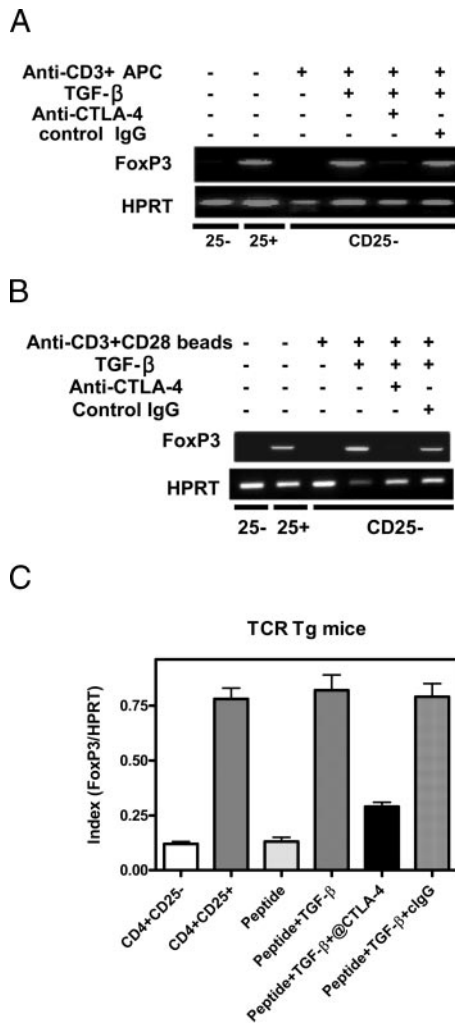 A
Anti-CD3+ APC - - + + + +
TGF-β - - - + + +
Anti-CTLA-4 - - - - + -
control IgG - - - - - +
FoxP3
HPRT
25- 25+ CD25-
B
Anti-CD3+CD28 beads - - + + + +
TGF-β - - - + + +
Anti-CTLA-4 - - - - + -
Control IgG - - - - - +
FoxP3
HPRT
25- 25+ CD25-
C
TCR Tg mice
Index (FoxP3/HPRT)
0.75
0.50
0.25
0.00
CD4+CD25-
CD4+CD25+
Peptide
Peptide+TGF-β
Peptide+TGF-β+@CTLA-4
Peptide+TGF-β+cIgG